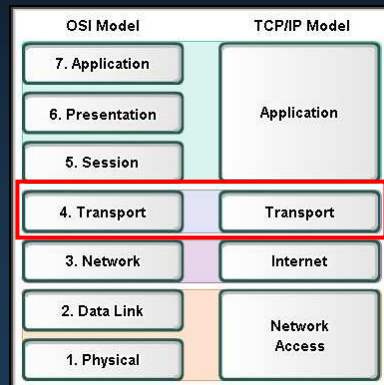 OSI Model
TCP/IP Model
7. Application
6. Presentation
5. Session
Application
4. Transport
Transport
3. Network
Internet
2. Data Link
1. Physical
Network
Access